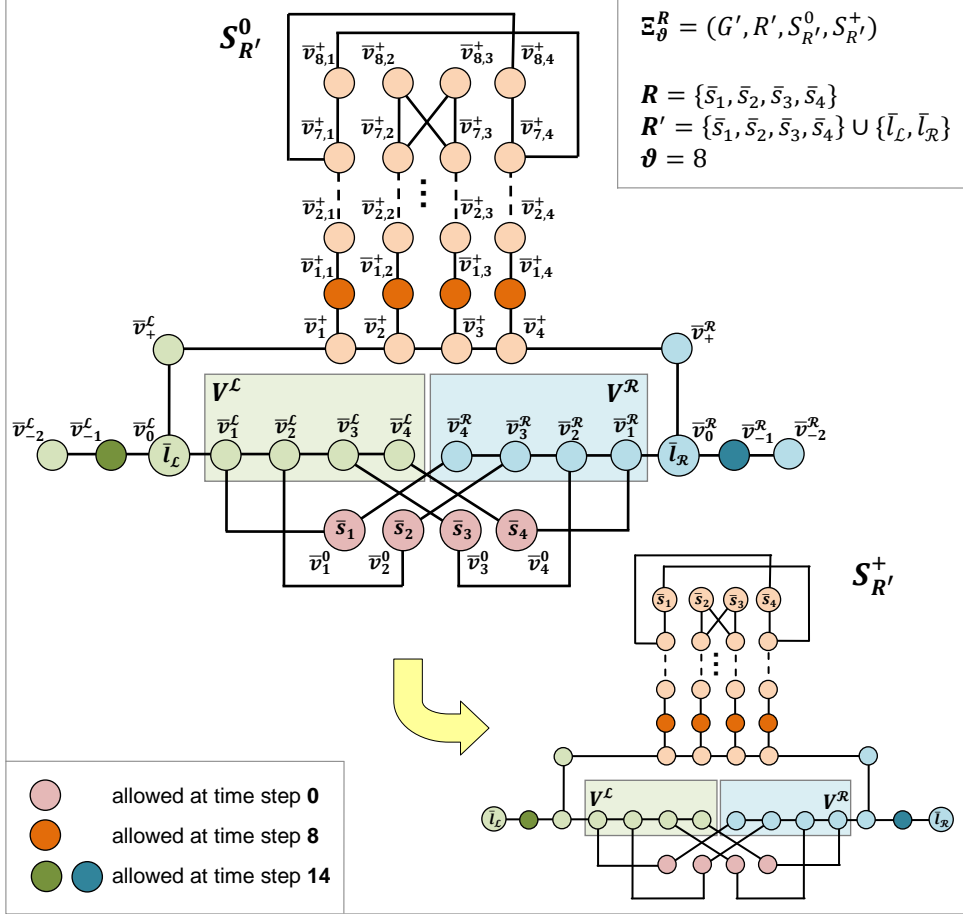 S⁰_R′
Ξ^R_ϑ = (G′, R′, S⁰_R′, S⁺_R′)
R = {s̄₁, s̄₂, s̄₃, s̄₄}
R′ = {s̄₁, s̄₂, s̄₃, s̄₄} ∪ {l̄_ℒ, l̄_ℛ}
ϑ = 8
v̄⁺₈,₁ v̄⁺₈,₂ v̄⁺₈,₃ v̄⁺₈,₄
v̄⁺₇,₁ v̄⁺₇,₂ v̄⁺₇,₃ v̄⁺₇,₄
⋮
v̄⁺₂,₁ v̄⁺₂,₂ v̄⁺₂,₃ v̄⁺₂,₄
v̄⁺₁,₁ v̄⁺₁,₂ v̄⁺₁,₃ v̄⁺₁,₄
v̄^ℒ₊ v̄⁺₁ v̄⁺₂ v̄⁺₃ v̄⁺₄ v̄^ℛ₊
V^ℒ V^ℛ
v̄^ℒ₋₂ v̄^ℒ₋₁ v̄^ℒ₀ v̄^ℒ₁ v̄^ℒ₂ v̄^ℒ₃ v̄^ℒ₄ v̄^ℛ₄ v̄^ℛ₃ v̄^ℛ₂ v̄^ℛ₁ v̄^ℛ₀ v̄^ℛ₋₁ v̄^ℛ₋₂
l̄_ℒ l̄_ℛ
s̄₁ s̄₂ s̄₃ s̄₄
v̄⁰₁ v̄⁰₂ v̄⁰₃ v̄⁰₄
S⁺_R′
s̄₁ s̄₂ s̄₃ s̄₄
⋮
V^ℒ V^ℛ
l̄_ℒ l̄_ℛ
allowed at time step 0
allowed at time step 8
allowed at time step 14